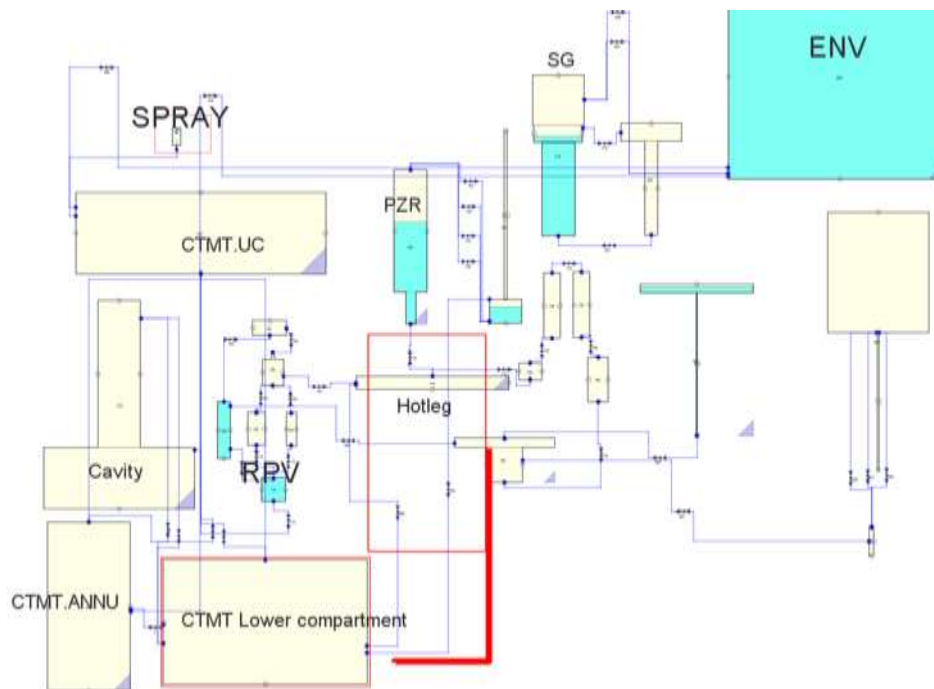 ENV
SG
SPRAY
PZR
CTMT.UC
Hotleg
Cavity
RPV
CTMT.ANNU
CTMT Lower compartment